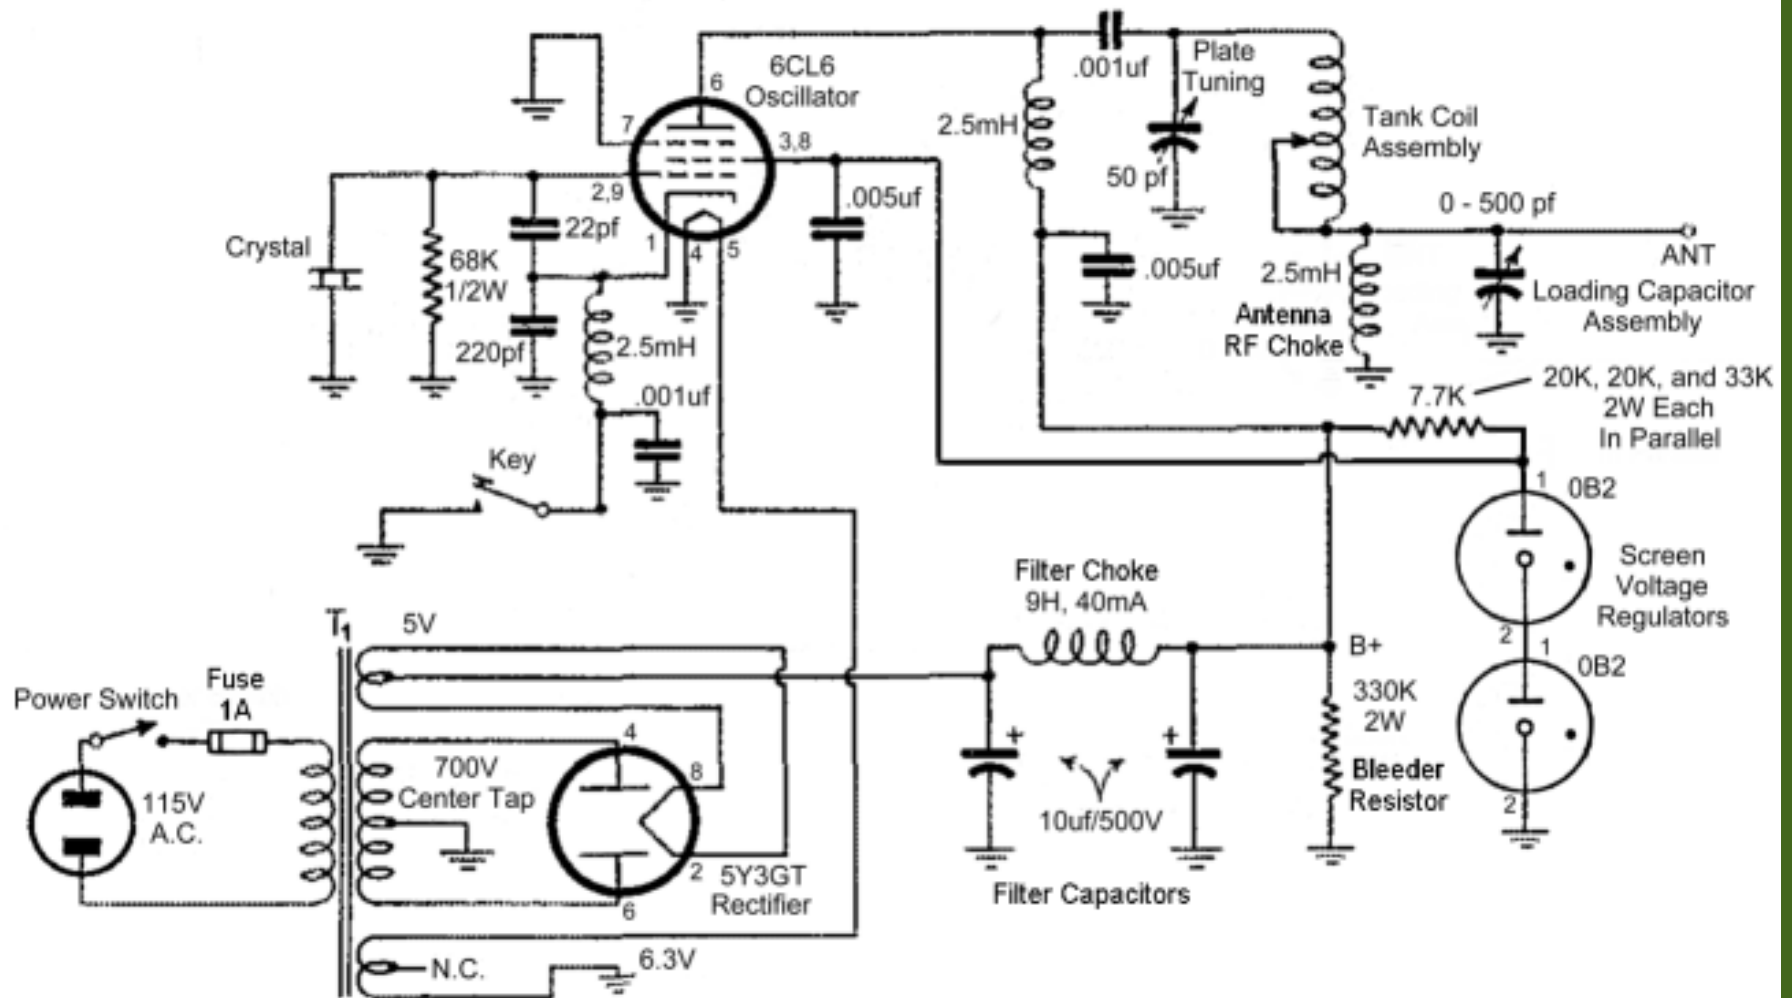 6CL6
Oscillator
6
7
3,8
2,9
1
4
5
.001uf
Plate
Tuning
2.5mH
50 pf
Tank Coil
Assembly
.005uf
22pf
Crystal
68K
1/2W
220pf
2.5mH
.001uf
.005uf
0 - 500 pf
ANT
2.5mH
Antenna
RF Choke
Loading Capacitor
Assembly
7.7K
20K, 20K, and 33K
2W Each
In Parallel
Key
1
0B2
Screen
Voltage
Regulators
2
1
0B2
2
Filter Choke
9H, 40mA
B+
330K
2W
Bleeder
Resistor
+
+
10uf/500V
Filter Capacitors
T1
5V
Power Switch
Fuse
1A
115V
A.C.
700V
Center Tap
4
8
2
6
5Y3GT
Rectifier
N.C.
6.3V